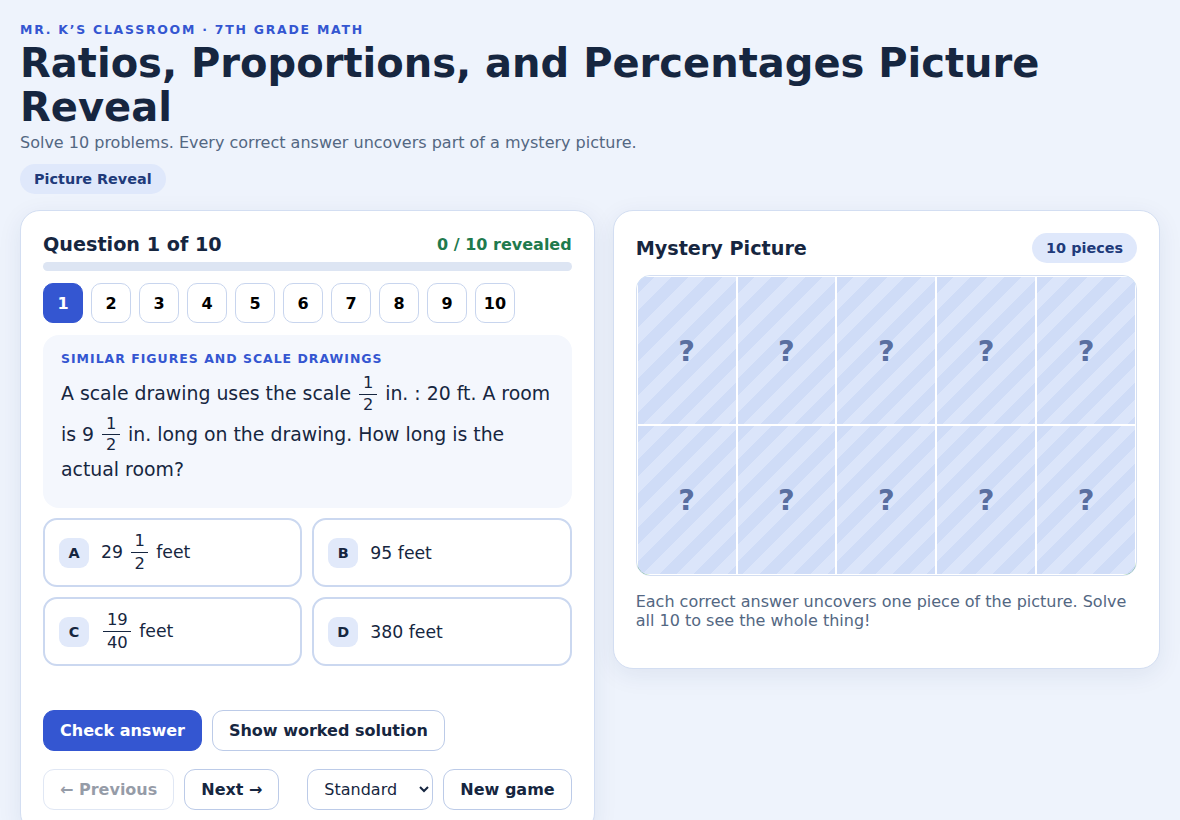 MR. K’S CLASSROOM · 7TH GRADE MATH
Ratios, Proportions, and Percentages Picture
Reveal
Solve 10 problems. Every correct answer uncovers part of a mystery picture.
Picture Reveal
Question 1 of 10
0 / 10 revealed
1 2 3 4 5 6 7 8 9 10
SIMILAR FIGURES AND SCALE DRAWINGS
A scale drawing uses the scale 1/2 in. : 20 ft. A room
is 9 1/2 in. long on the drawing. How long is the
actual room?
A 29 1/2 feet
B 95 feet
C 19/40 feet
D 380 feet
Check answer
Show worked solution
← Previous
Next →
Standard
New game
Mystery Picture
10 pieces
? ? ? ? ?
? ? ? ? ?
Each correct answer uncovers one piece of the picture. Solve
all 10 to see the whole thing!